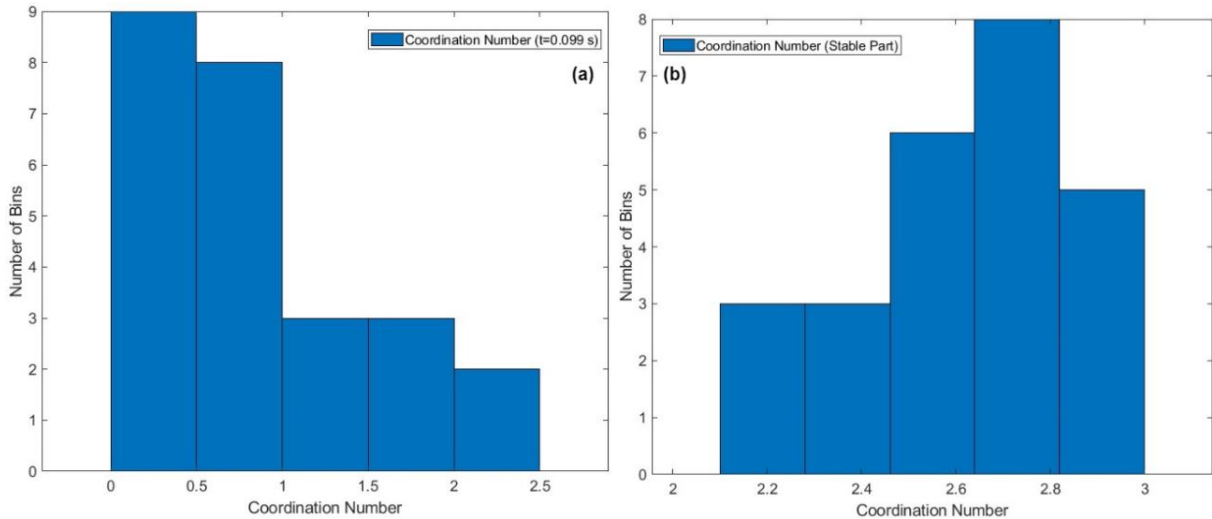 Coordination Number (t=0.099 s)
(a)
9
8
7
6
5
4
3
2
1
0
Number of Bins
0 0.5 1 1.5 2 2.5
Coordination Number
Coordination Number (Stable Part)
(b)
8
7
6
5
4
3
2
1
0
Number of Bins
2 2.2 2.4 2.6 2.8 3
Coordination Number